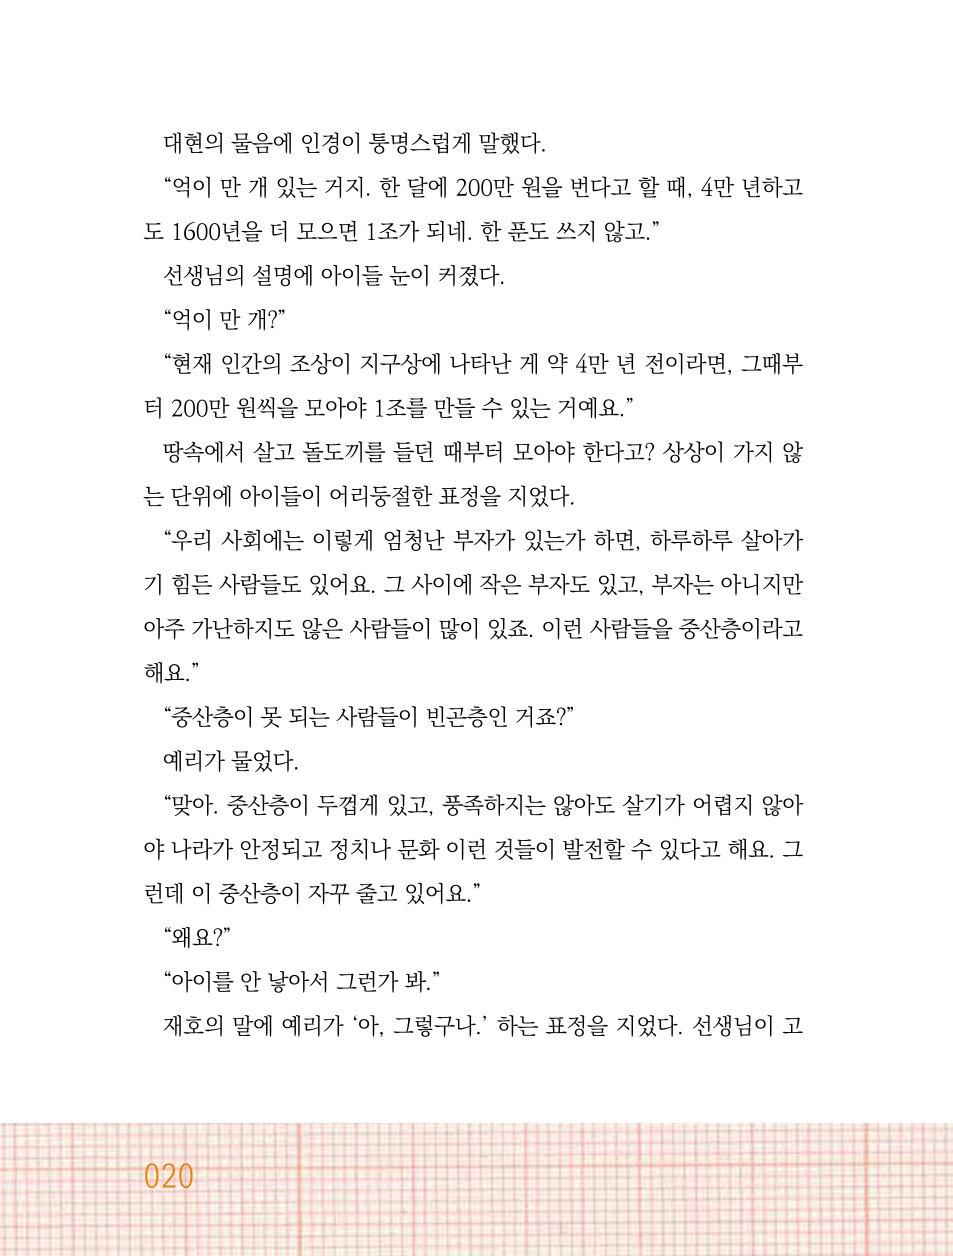 대현의 물음에 인경이 퉁명스럽게 말했다.
“억이 만 개 있는 거지. 한 달에 200만 원을 번다고 할 때, 4만 년하고
도 1600년을 더 모으면 1조가 되네. 한 푼도 쓰지 않고.”
선생님의 설명에 아이들 눈이 커졌다.
“억이 만 개?”
“현재 인간의 조상이 지구상에 나타난 게 약 4만 년 전이라면, 그때부
터 200만 원씩을 모아야 1조를 만들 수 있는 거예요.”
땅속에서 살고 돌도끼를 들던 때부터 모아야 한다고? 상상이 가지 않
는 단위에 아이들이 어리둥절한 표정을 지었다.
“우리 사회에는 이렇게 엄청난 부자가 있는가 하면, 하루하루 살아가
기 힘든 사람들도 있어요. 그 사이에 작은 부자도 있고, 부자는 아니지만
아주 가난하지도 않은 사람들이 많이 있죠. 이런 사람들을 중산층이라고
해요.”
“중산층이 못 되는 사람들이 빈곤층인 거죠?”
예리가 물었다.
“맞아. 중산층이 두껍게 있고, 풍족하지는 않아도 살기가 어렵지 않아
야 나라가 안정되고 정치나 문화 이런 것들이 발전할 수 있다고 해요. 그
런데 이 중산층이 자꾸 줄고 있어요.”
“왜요?”
“아이를 안 낳아서 그런가 봐.”
재호의 말에 예리가 ‘아, 그렇구나.’ 하는 표정을 지었다. 선생님이 고
020